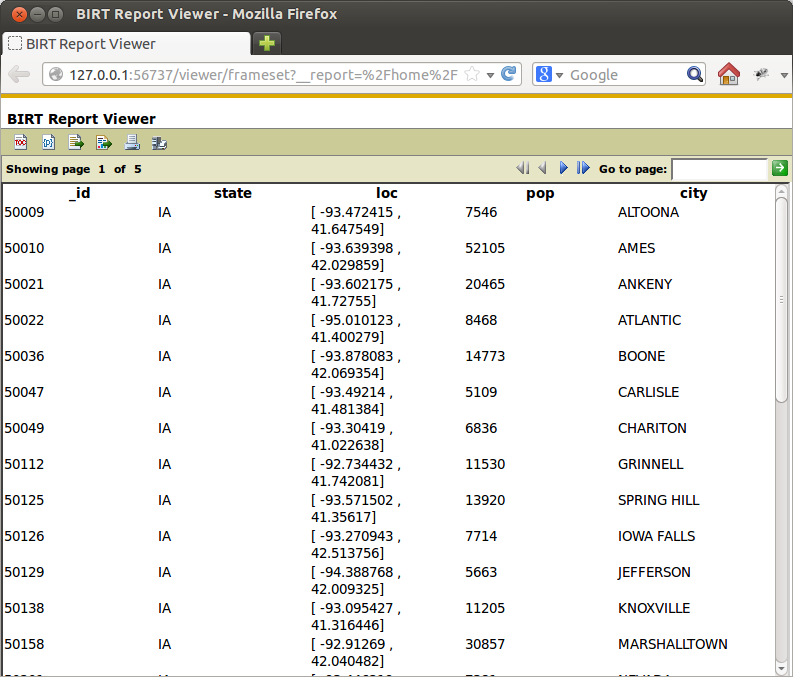 BIRT Report Viewer - Mozilla Firefox
BIRT Report Viewer
127.0.0.1:56737/viewer/frameset?__report=%2Fhome%2F
8 Google
BIRT Report Viewer
TOC
Showing page 1 of 5 Go to page:
_id state loc pop city
50009 IA [ -93.472415 , 7546 ALTOONA
41.647549]
50010 IA [ -93.639398 , 52105 AMES
42.029859]
50021 IA [ -93.602175 , 20465 ANKENY
41.72755]
50022 IA [ -95.010123 , 8468 ATLANTIC
41.400279]
50036 IA [ -93.878083 , 14773 BOONE
42.069354]
50047 IA [ -93.49214 , 5109 CARLISLE
41.481384]
50049 IA [ -93.30419 , 6836 CHARITON
41.022638]
50112 IA [ -92.734432 , 11530 GRINNELL
41.742081]
50125 IA [ -93.571502 , 13920 SPRING HILL
41.35617]
50126 IA [ -93.270943 , 7714 IOWA FALLS
42.513756]
50129 IA [ -94.388768 , 5663 JEFFERSON
42.009325]
50138 IA [ -93.095427 , 11205 KNOXVILLE
41.316446]
50158 IA [ -92.91269 , 30857 MARSHALLTOWN
42.040482]